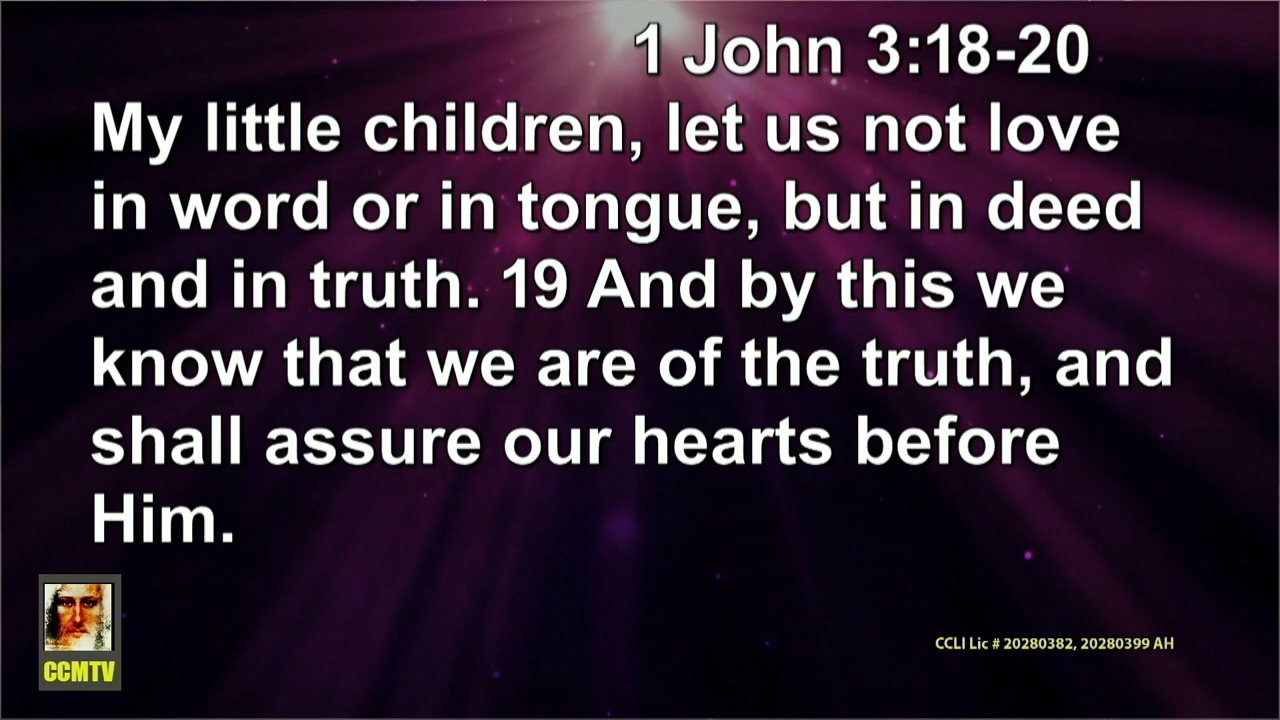 1 John 3:18-20
My little children, let us not love
in word or in tongue, but in deed
and in truth. 19 And by this we
know that we are of the truth, and
shall assure our hearts before
Him.
CCMTV
CCLI Lic # 20280382, 20280399 AH